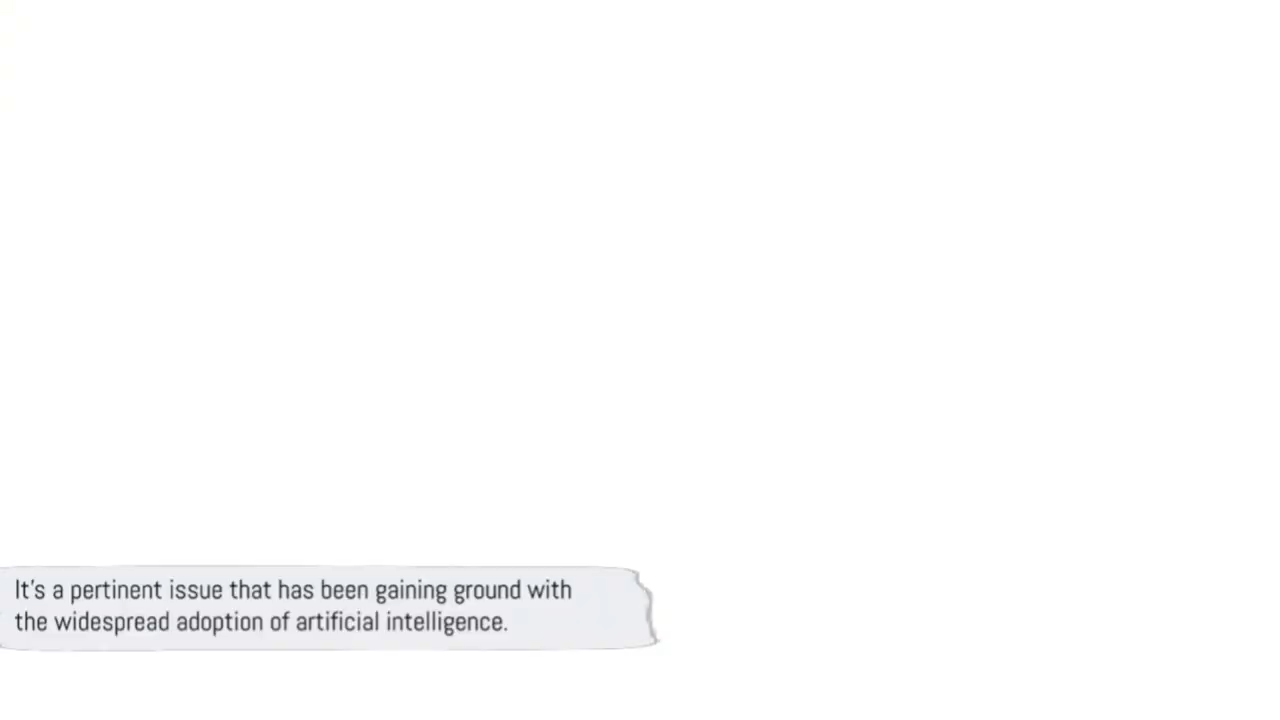 It's a pertinent issue that has been gaining ground with
the widespread adoption of artificial intelligence.